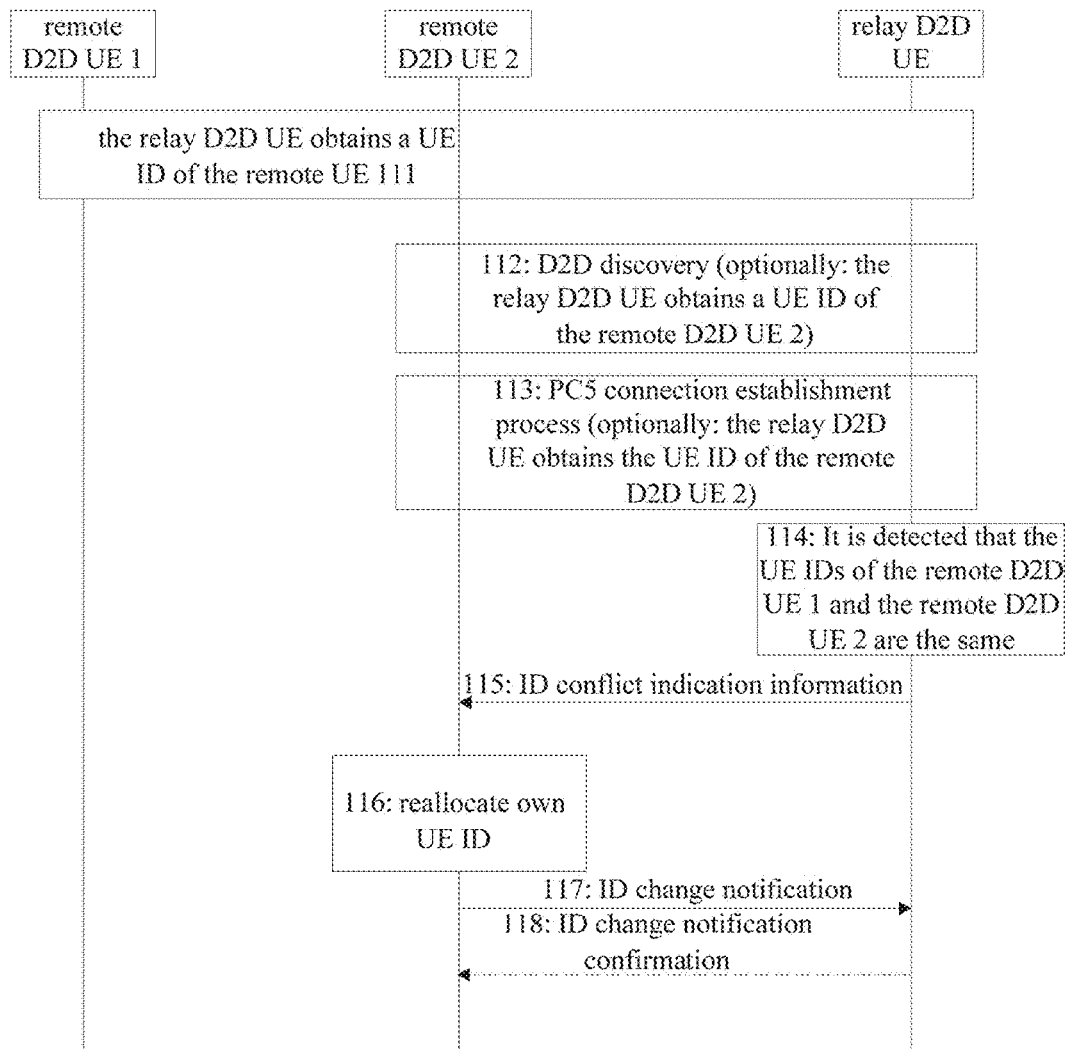 remote
D2D UE 1
remote
D2D UE 2
relay D2D
UE
the relay D2D UE obtains a UE
ID of the remote UE 111
112: D2D discovery (optionally: the
relay D2D UE obtains a UE ID of
the remote D2D UE 2)
113: PC5 connection establishment
process (optionally: the relay D2D
UE obtains the UE ID of the remote
D2D UE 2)
114: It is detected that the
UE IDs of the remote D2D
UE 1 and the remote D2D
UE 2 are the same
115: ID conflict indication information
116: reallocate own
UE ID
117: ID change notification
118: ID change notification
confirmation